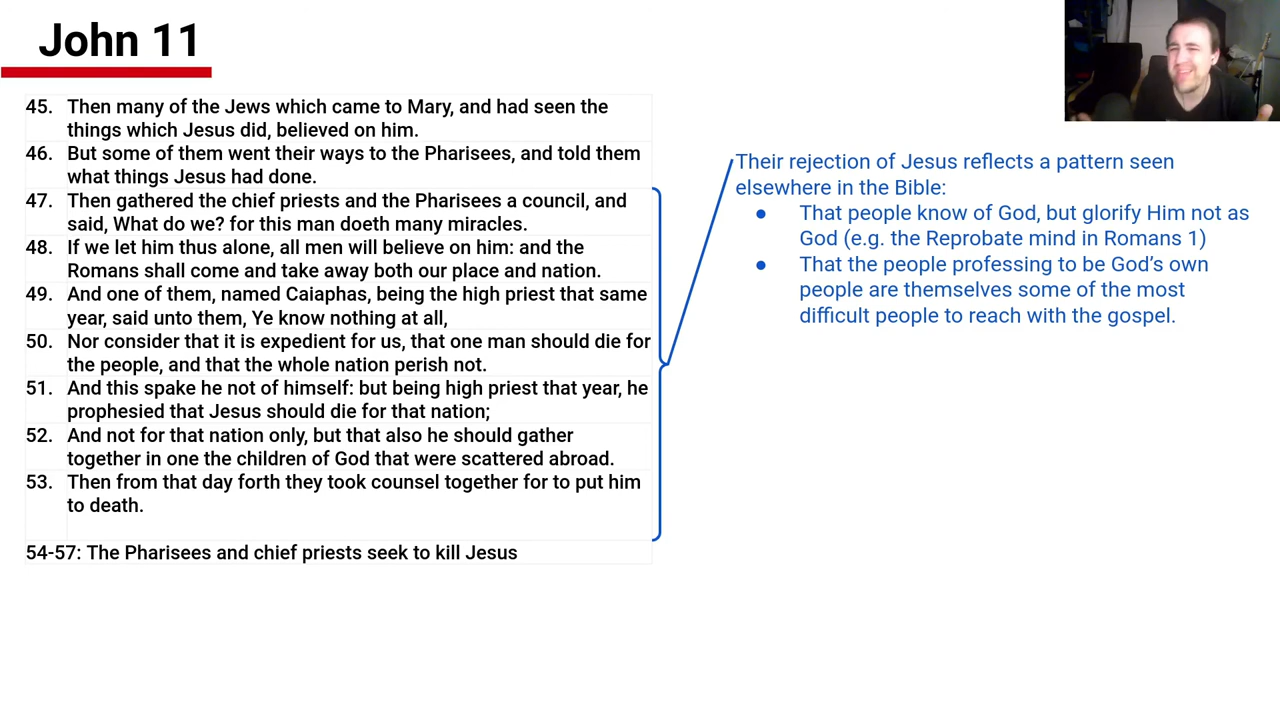 John 11
45. Then many of the Jews which came to Mary, and had seen the
things which Jesus did, believed on him.
46. But some of them went their ways to the Pharisees, and told them
what things Jesus had done.
47. Then gathered the chief priests and the Pharisees a council, and
said, What do we? for this man doeth many miracles.
48. If we let him thus alone, all men will believe on him: and the
Romans shall come and take away both our place and nation.
49. And one of them, named Caiaphas, being the high priest that same
year, said unto them, Ye know nothing at all,
50. Nor consider that it is expedient for us, that one man should die for
the people, and that the whole nation perish not.
51. And this spake he not of himself: but being high priest that year, he
prophesied that Jesus should die for that nation;
52. And not for that nation only, but that also he should gather
together in one the children of God that were scattered abroad.
53. Then from that day forth they took counsel together for to put him
to death.
54-57: The Pharisees and chief priests seek to kill Jesus
Their rejection of Jesus reflects a pattern seen
elsewhere in the Bible:
● That people know of God, but glorify Him not as
God (e.g. the Reprobate mind in Romans 1)
● That the people professing to be God’s own
people are themselves some of the most
difficult people to reach with the gospel.